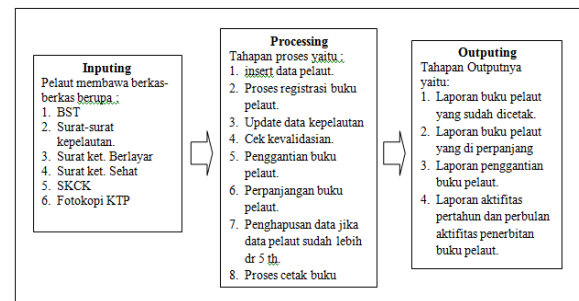 Inputing
Pelaut membawa berkas-
berkas berupa :
1. BST
2. Surat-surat
kepelautan.
3. Surat ket. Berlayar
4. Surat ket. Sehat
5. SKCK
6. Fotokopi KTP
Processing
Tahapan proses yaitu :
1. insert data pelaut.
2. Proses registrasi buku
pelaut.
3. Update data kepelautan
4. Cek kevalidasian.
5. Penggantian buku
pelaut.
6. Perpanjangan buku
pelaut.
7. Penghapusan data jika
data pelaut sudah lebih
dr 5 th.
8. Proses cetak buku
Outputing
Tahapan Outputnya
yaitu:
1. Laporan buku pelaut
yang sudah dicetak.
2. Laporan buku pelaut
yang di perpanjang
3. Laporan penggantian
buku pelaut.
4. Laporan aktifitas
pertahun dan perbulan
aktifitas penerbitan
buku pelaut.